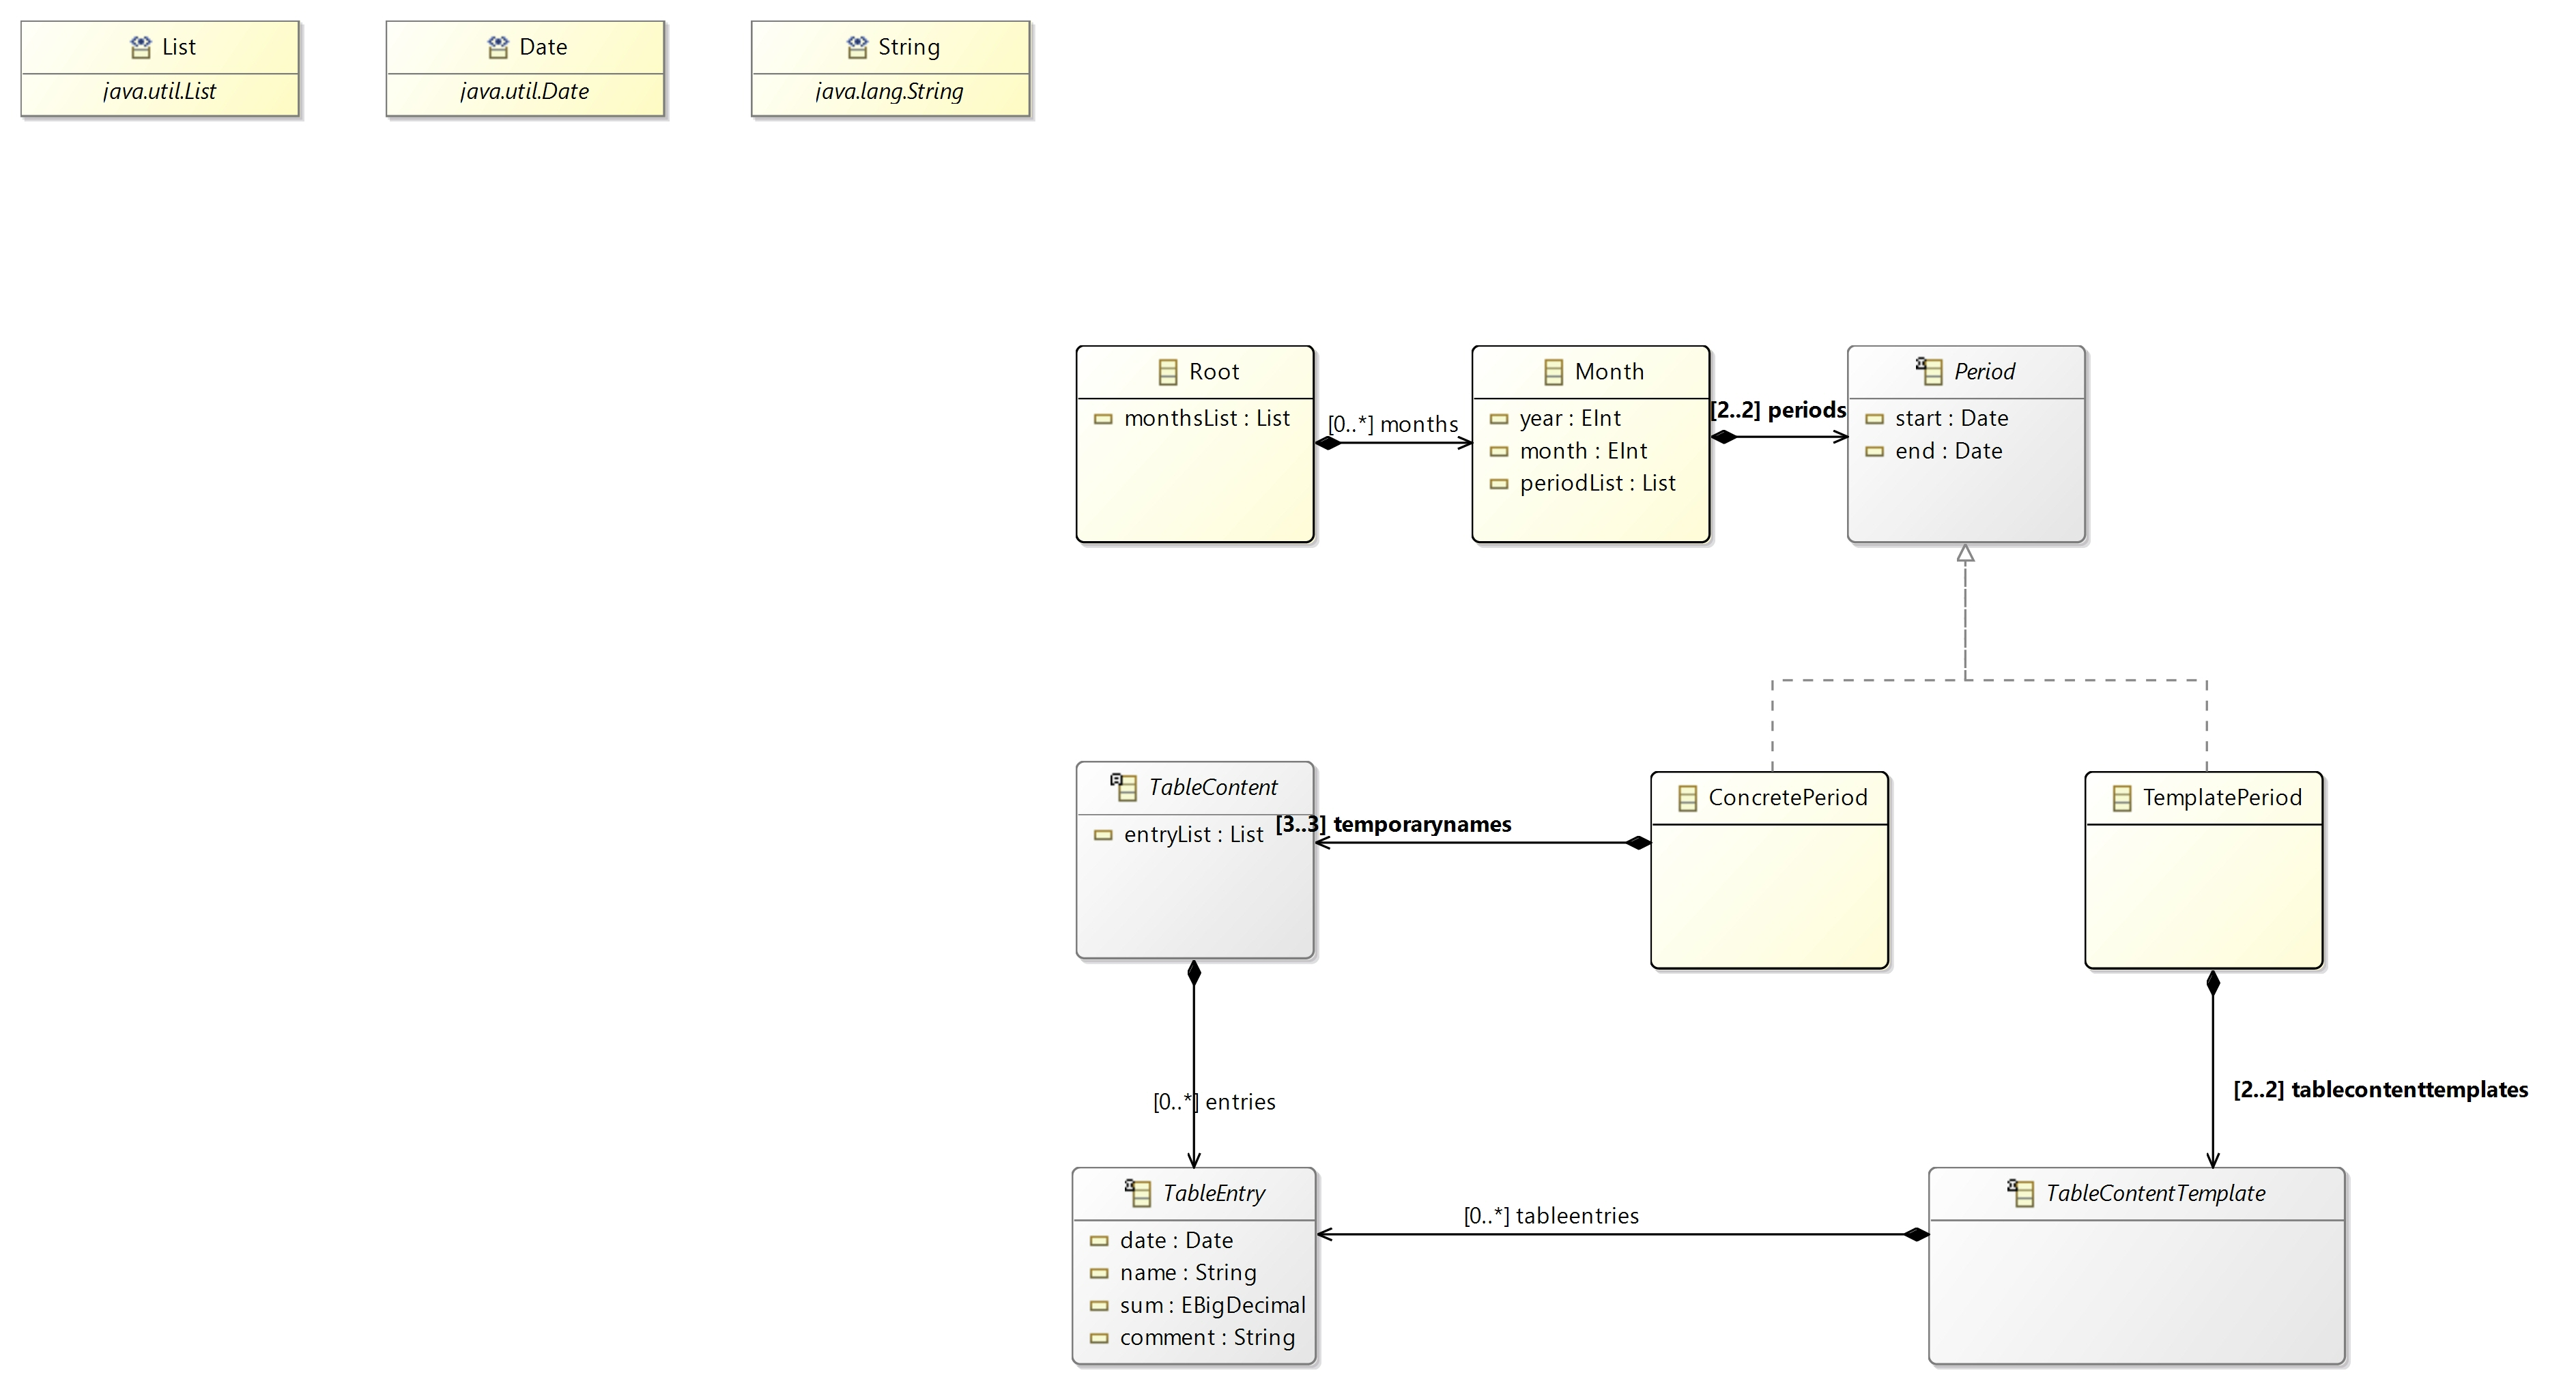 List
java.util.List
Date
java.util.Date
String
java.lang.String
Root
monthsList : List
[0..*] months
Month
year : EInt
month : EInt
periodList : List
[2..2] periods
Period
start : Date
end : Date
TableContent
entryList : List
[3..3] temporarynames
ConcretePeriod
TemplatePeriod
[0..*] entries
[2..2] tablecontenttemplates
TableEntry
date : Date
name : String
sum : EBigDecimal
comment : String
[0..*] tableentries
TableContentTemplate